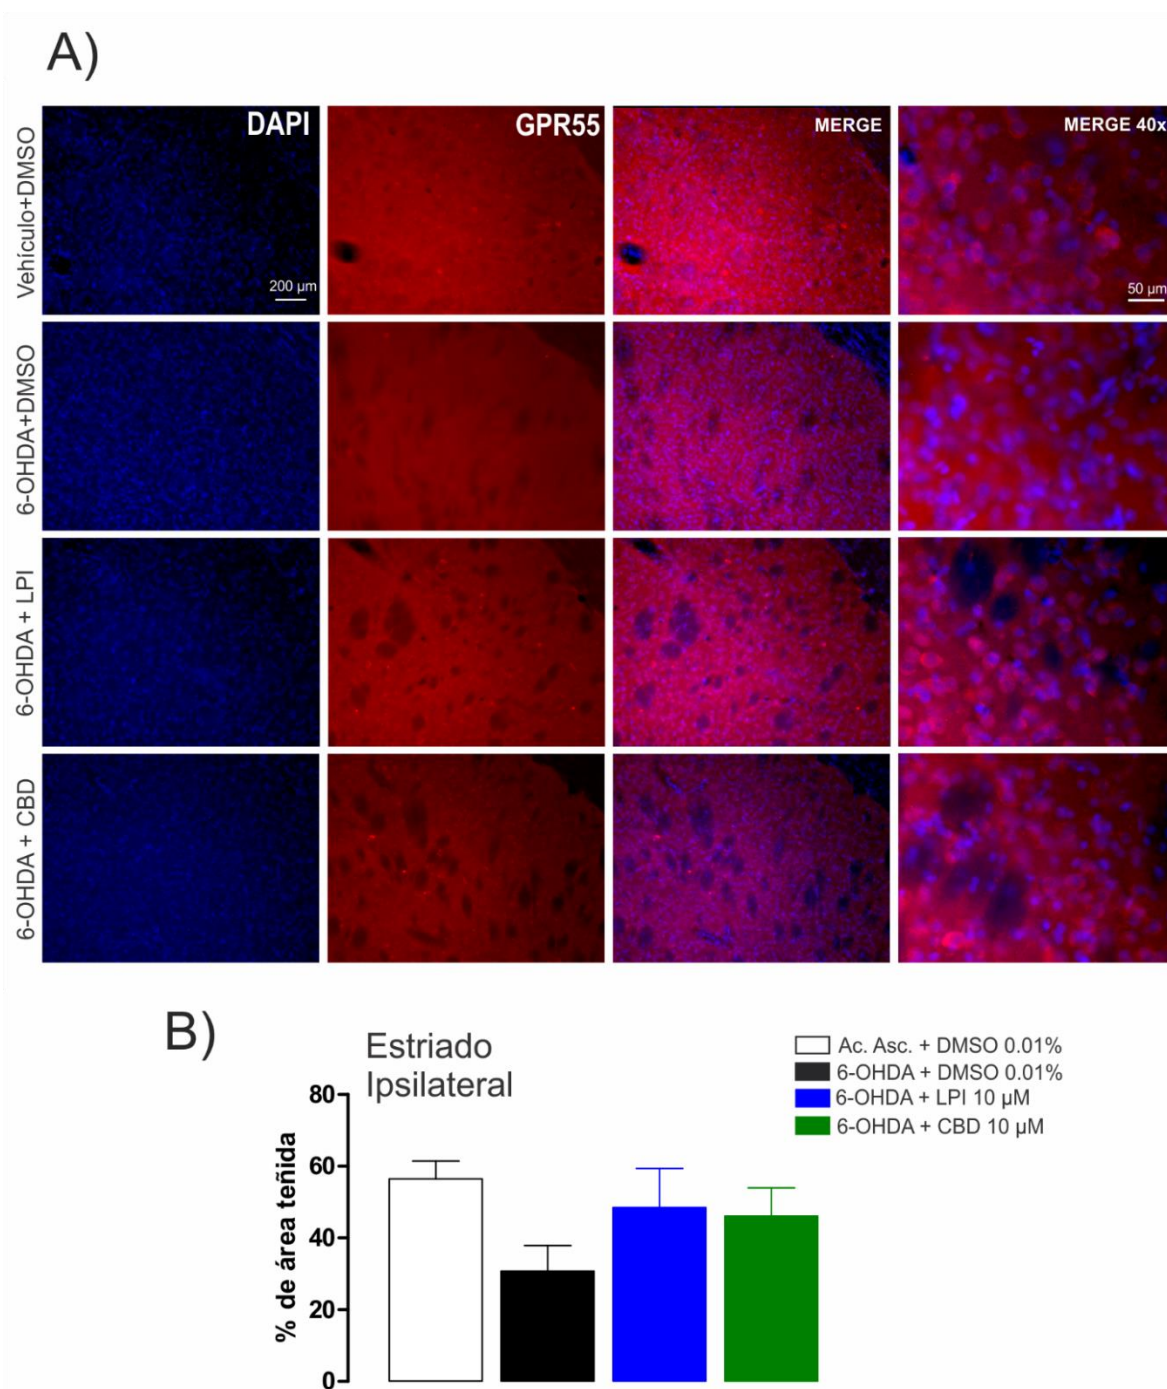 A)
DAPI
GPR55
MERGE
MERGE 40x
Vehículo+DMSO
200 µm
50 µm
6-OHDA+DMSO
6-OHDA + LPI
6-OHDA + CBD
B)
Estriado
Ipsilateral
Ac. Asc. + DMSO 0.01%
6-OHDA + DMSO 0.01%
6-OHDA + LPI 10 µM
6-OHDA + CBD 10 µM
% de área teñida
80
60
40
20
0